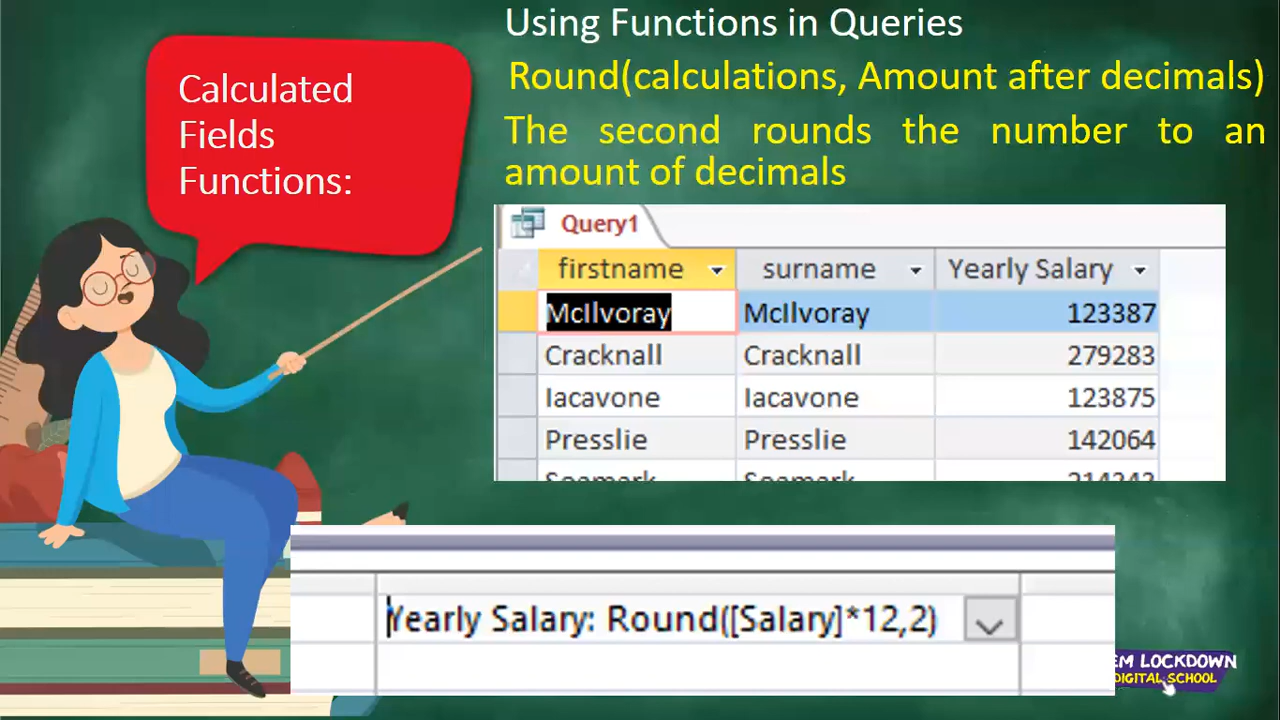 Using Functions in Queries
Calculated
Fields
Functions:
Round(calculations, Amount after decimals)
The second rounds the number to an
amount of decimals
Query1
firstname surname Yearly Salary
McIlvoray McIlvoray 123387
Cracknall Cracknall 279283
Iacavone Iacavone 123875
Presslie Presslie 142064
Yearly Salary: Round([Salary]*12,2)
EM LOCKDOWN
DIGITAL SCHOOL